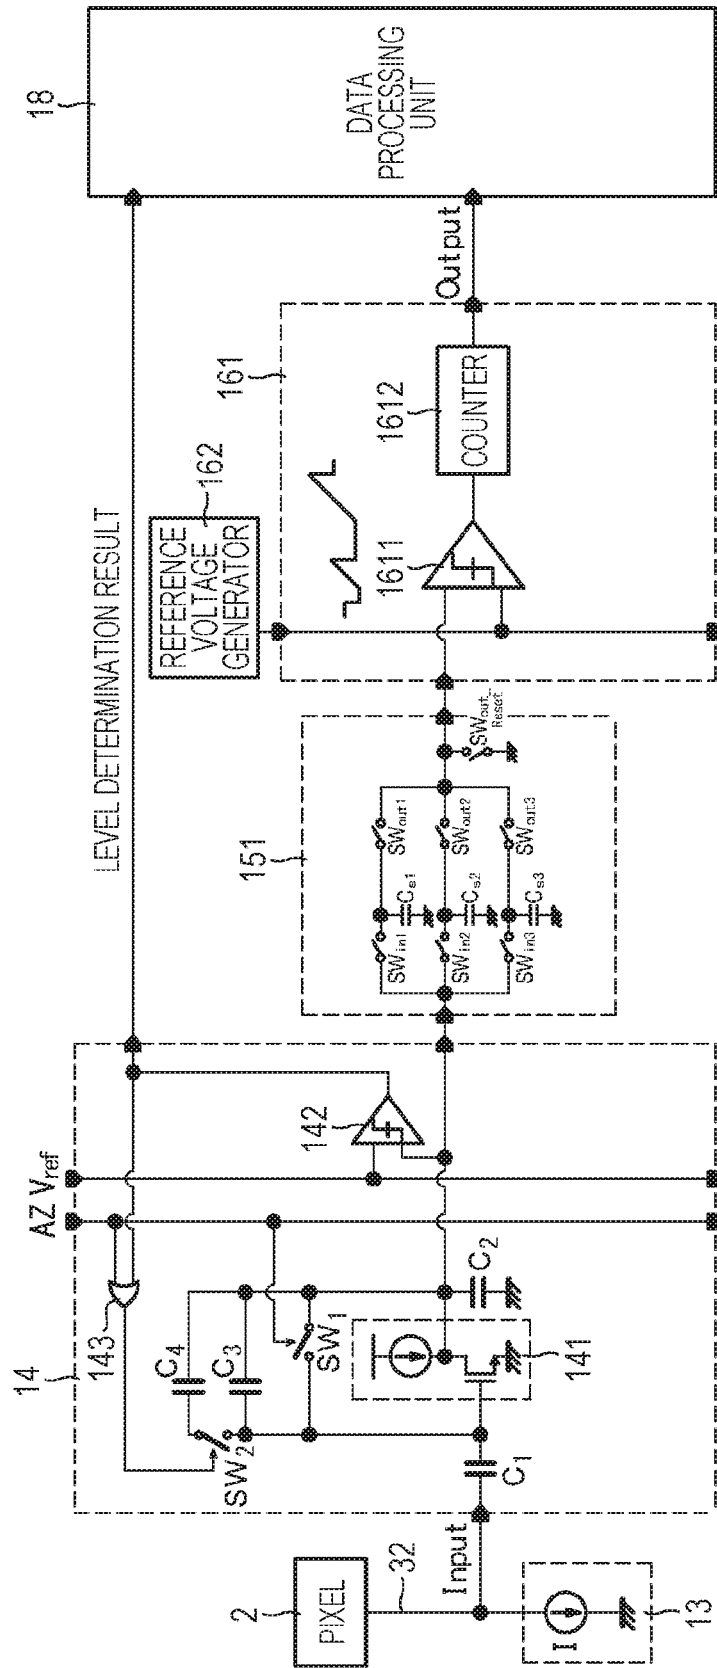 18
DATA
PROCESSING
UNIT
LEVEL DETERMINATION RESULT
REFERENCE
VOLTAGE
GENERATOR
162
161
Output
1611
1612
COUNTER
151
SWin1
SWin2
SWin3
Cs1
Cs2
Cs3
SWout1
SWout2
SWout3
SWout_Reset
14
AZ
Vref
143
142
C4
C3
SW2
SW1
C2
141
C1
Input
2
PIXEL
32
I
13